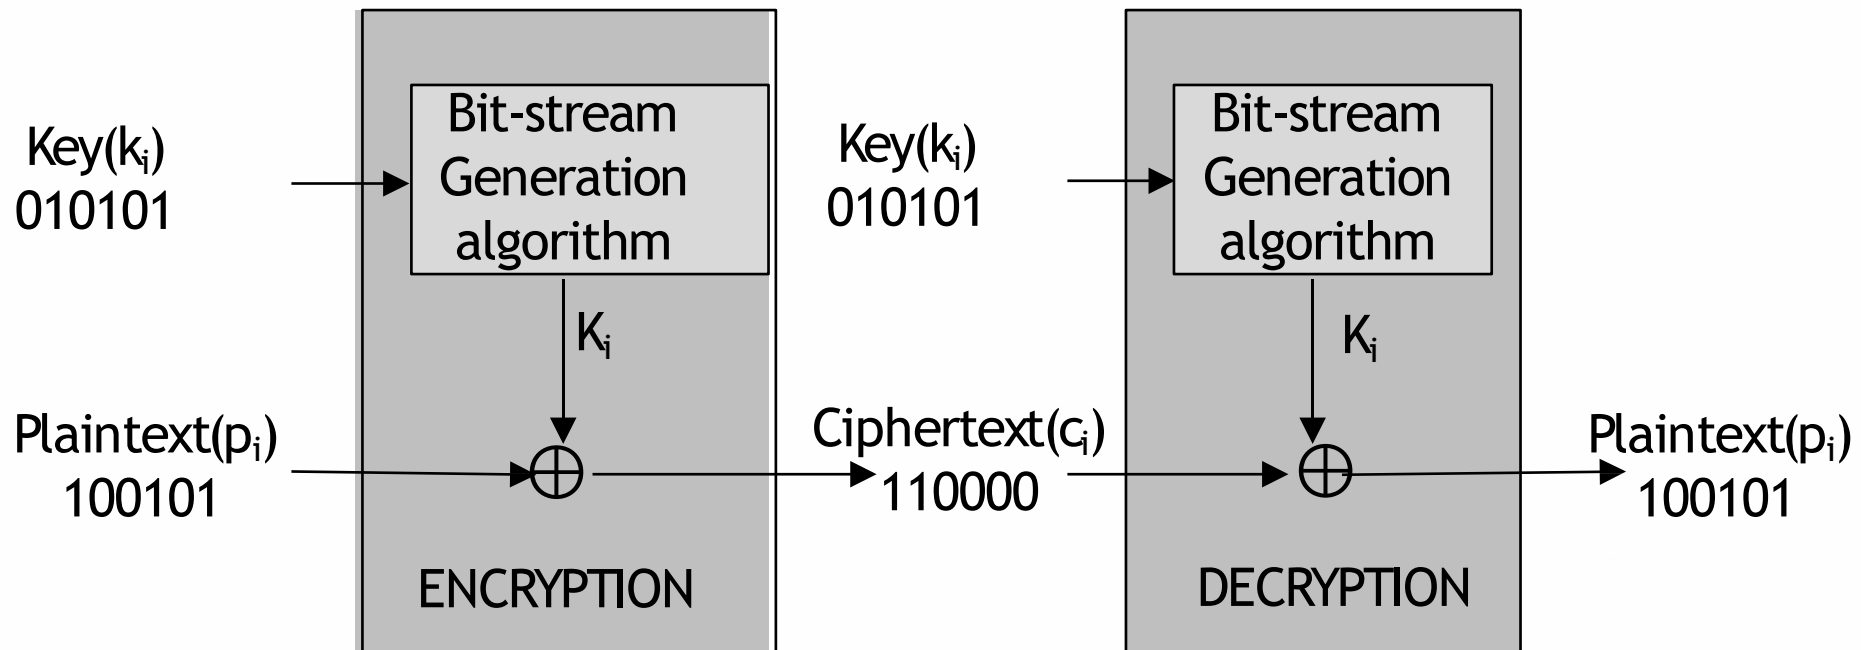 Key(kᵢ)
010101
Bit-stream
Generation
algorithm
Kᵢ
Plaintext(pᵢ)
100101
ENCRYPTION
Key(kᵢ)
010101
Ciphertext(cᵢ)
110000
Bit-stream
Generation
algorithm
Kᵢ
DECRYPTION
Plaintext(pᵢ)
100101